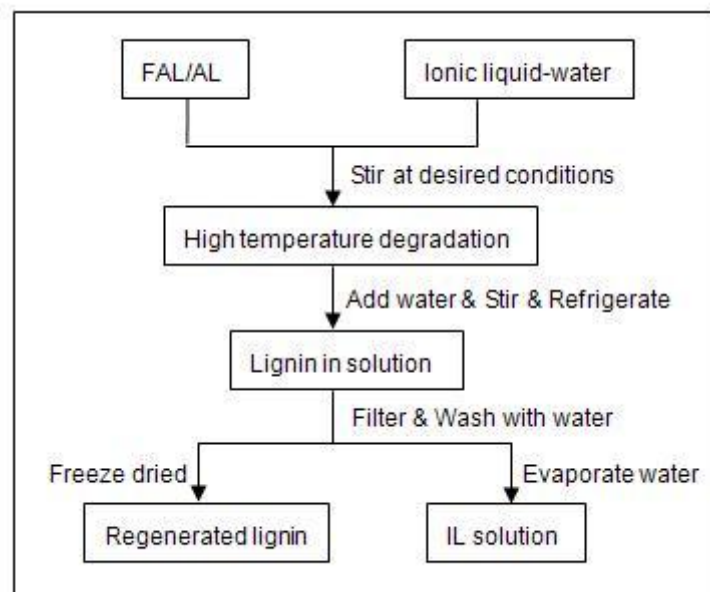 FAL/AL
Ionic liquid-water
Stir at desired conditions
High temperature degradation
Add water & Stir & Refrigerate
Lignin in solution
Filter & Wash with water
Freeze dried
Evaporate water
Regenerated lignin
IL solution